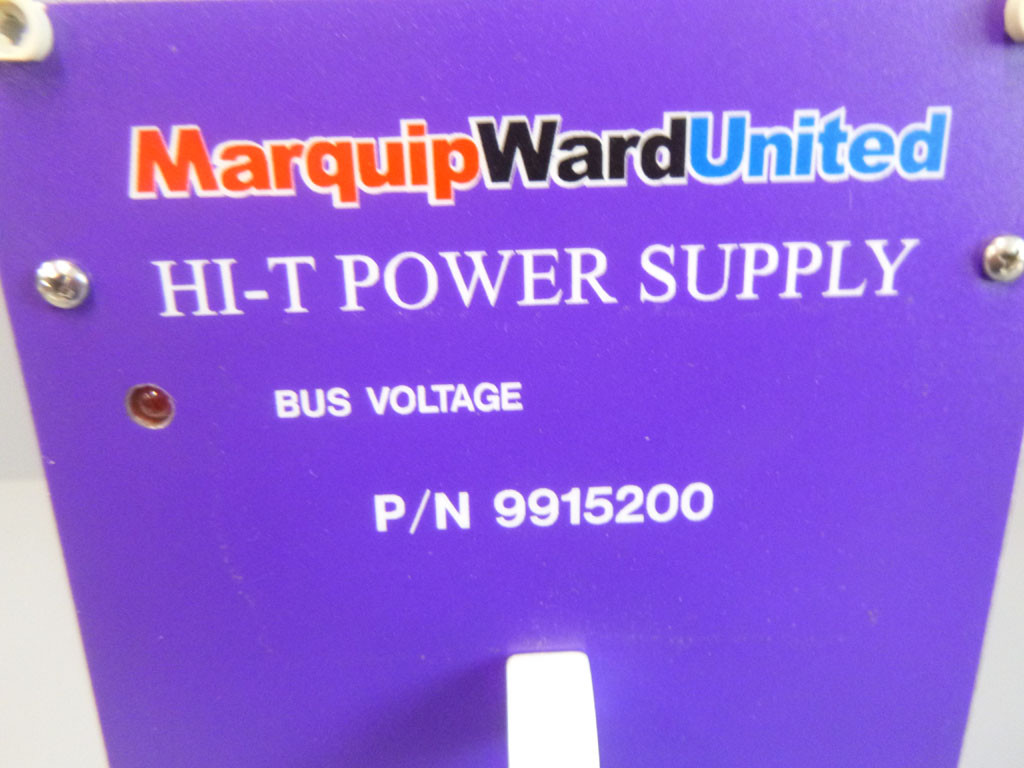 MarquipWardUnited
HI-T POWER SUPPLY
BUS VOLTAGE
P/N 9915200